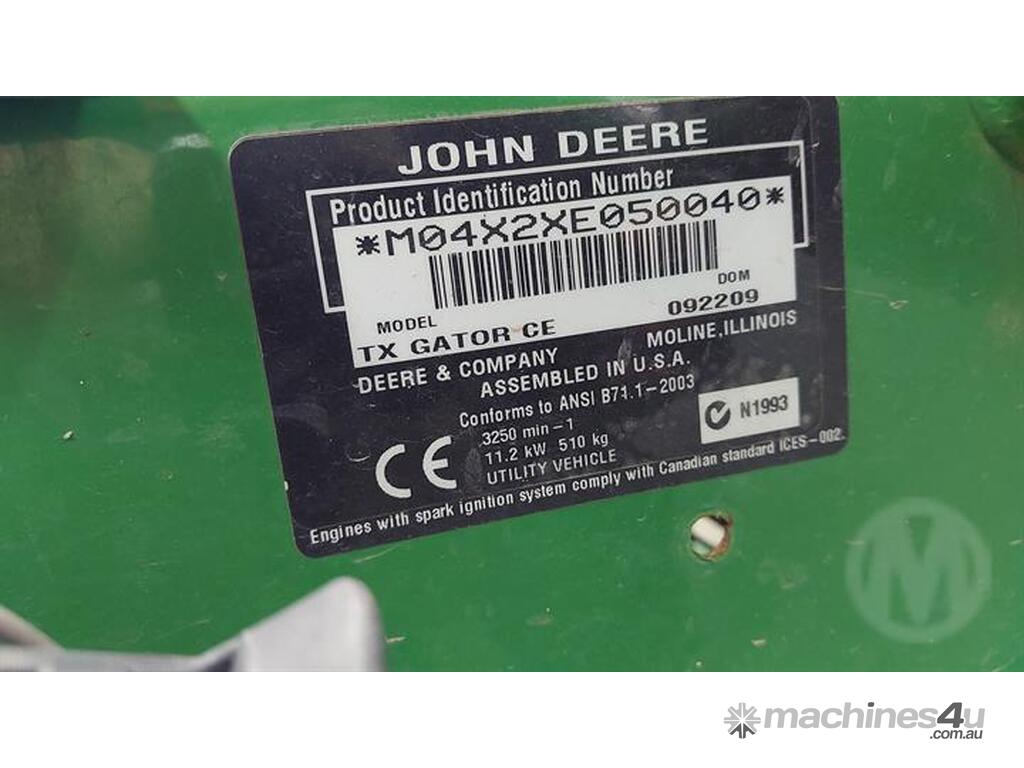 JOHN DEERE
Product Identification Number
*M04X2XE050040*
MODEL
DOM
TX GATOR CE
092209
DEERE & COMPANY
MOLINE, ILLINOIS
ASSEMBLED IN U.S.A.
Conforms to ANSI B71.1-2003
3250 min-1
11.2 kW 510 kg
UTILITY VEHICLE
CE
N1993
Engines with spark ignition system comply with Canadian standard ICES-002.
M
machines4u
.com.au